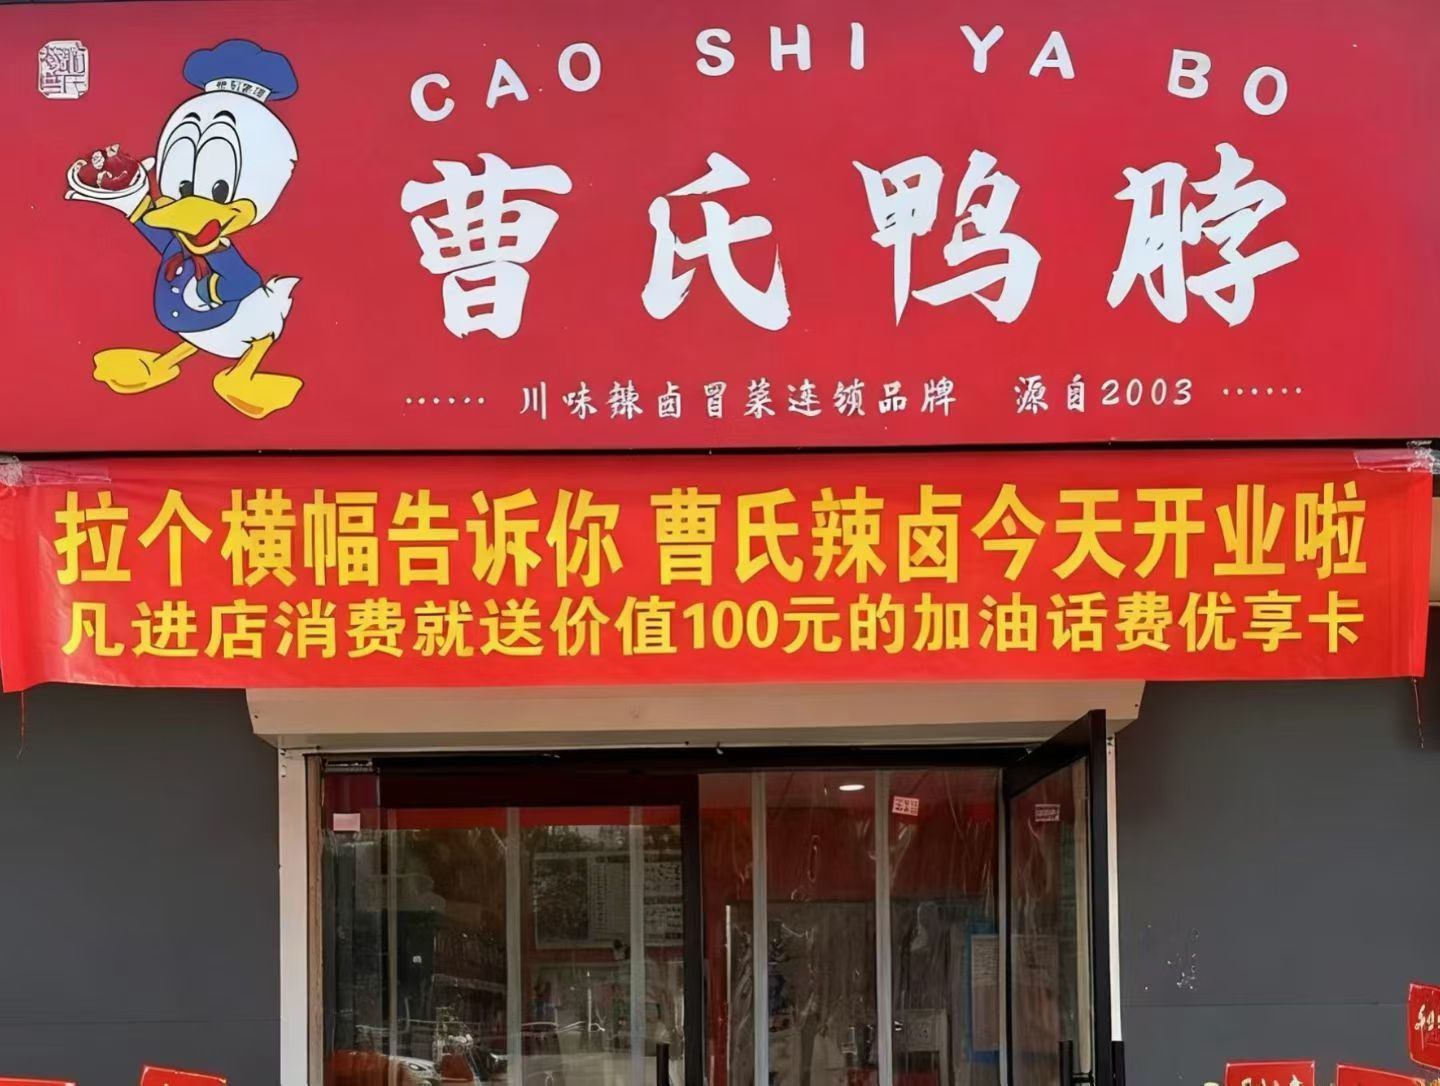 CAO SHI YA BO
曹氏鸭脖
······ 川味辣卤冒菜连锁品牌 源自2003 ······
拉个横幅告诉你 曹氏辣卤今天开业啦
凡进店消费就送价值100元的加油话费优享卡